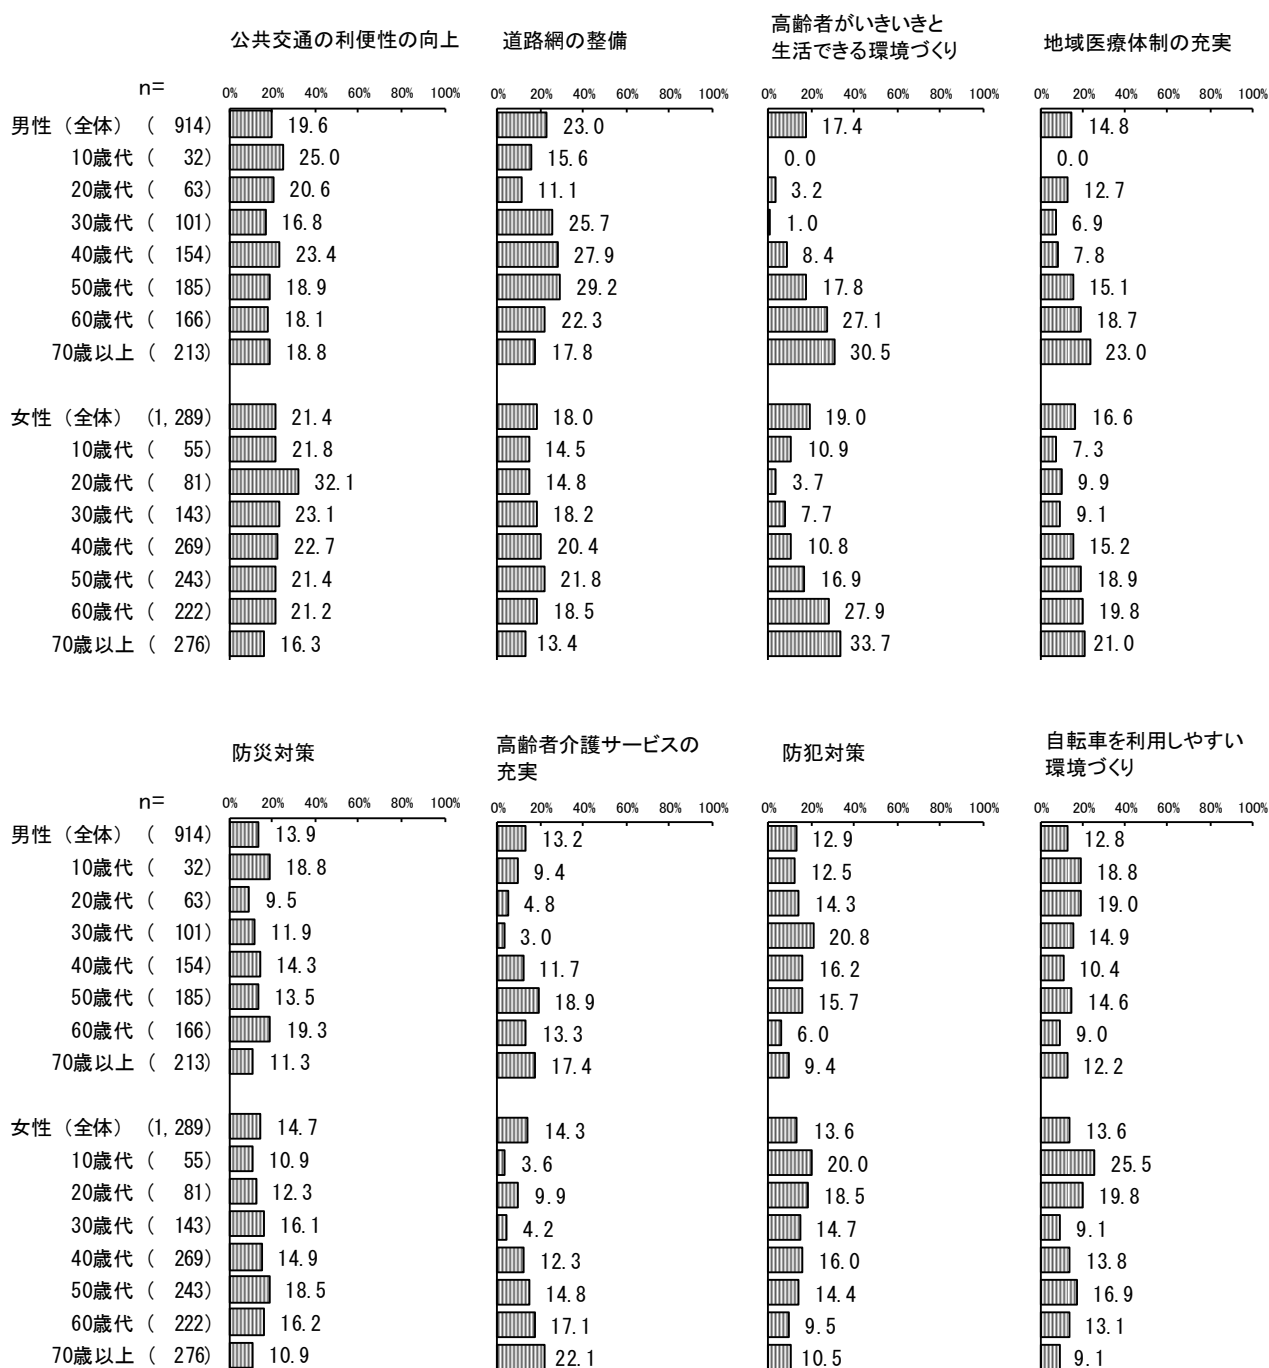 公共交通の利便性の向上 道路網の整備 高齢者がいきいきと
生活できる環境づくり 地域医療体制の充実
n= 0% 20% 40% 60% 80% 100% 0% 20% 40% 60% 80% 100% 0% 20% 40% 60% 80% 100% 0% 20% 40% 60% 80% 100%
男性（全体） （ 914） 19.6 23.0 17.4 14.8
10歳代（ 32） 25.0 15.6 0.0 0.0
20歳代（ 63） 20.6 11.1 3.2 12.7
30歳代（ 101） 16.8 25.7 1.0 6.9
40歳代（ 154） 23.4 27.9 8.4 7.8
50歳代（ 185） 18.9 29.2 17.8 15.1
60歳代（ 166） 18.1 22.3 27.1 18.7
70歳以上（ 213） 18.8 17.8 30.5 23.0
女性（全体） （1,289） 21.4 18.0 19.0 16.6
10歳代（ 55） 21.8 14.5 10.9 7.3
20歳代（ 81） 32.1 14.8 3.7 9.9
30歳代（ 143） 23.1 18.2 7.7 9.1
40歳代（ 269） 22.7 20.4 10.8 15.2
50歳代（ 243） 21.4 21.8 16.9 18.9
60歳代（ 222） 21.2 18.5 27.9 19.8
70歳以上（ 276） 16.3 13.4 33.7 21.0
防災対策 高齢者介護サービスの
充実 防犯対策 自転車を利用しやすい
環境づくり
n= 0% 20% 40% 60% 80% 100% 0% 20% 40% 60% 80% 100% 0% 20% 40% 60% 80% 100% 0% 20% 40% 60% 80% 100%
男性（全体） （ 914） 13.9 13.2 12.9 12.8
10歳代（ 32） 18.8 9.4 12.5 18.8
20歳代（ 63） 9.5 4.8 14.3 19.0
30歳代（ 101） 11.9 3.0 20.8 14.9
40歳代（ 154） 14.3 11.7 16.2 10.4
50歳代（ 185） 13.5 18.9 15.7 14.6
60歳代（ 166） 19.3 13.3 6.0 9.0
70歳以上（ 213） 11.3 17.4 9.4 12.2
女性（全体） （1,289） 14.7 14.3 13.6 13.6
10歳代（ 55） 10.9 3.6 20.0 25.5
20歳代（ 81） 12.3 9.9 18.5 19.8
30歳代（ 143） 16.1 4.2 14.7 9.1
40歳代（ 269） 14.9 12.3 16.0 13.8
50歳代（ 243） 18.5 14.8 14.4 16.9
60歳代（ 222） 16.2 17.1 9.5 13.1
70歳以上（ 276） 10.9 22.1 10.5 9.1